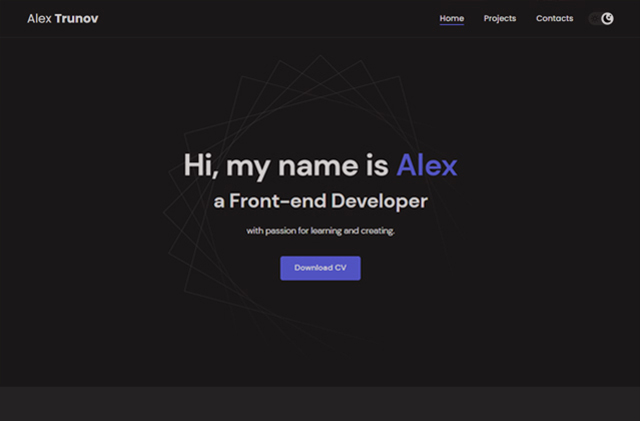 Alex Trunov
Home Projects Contacts
Hi, my name is Alex
a Front-end Developer
with passion for learning and creating.
Download CV